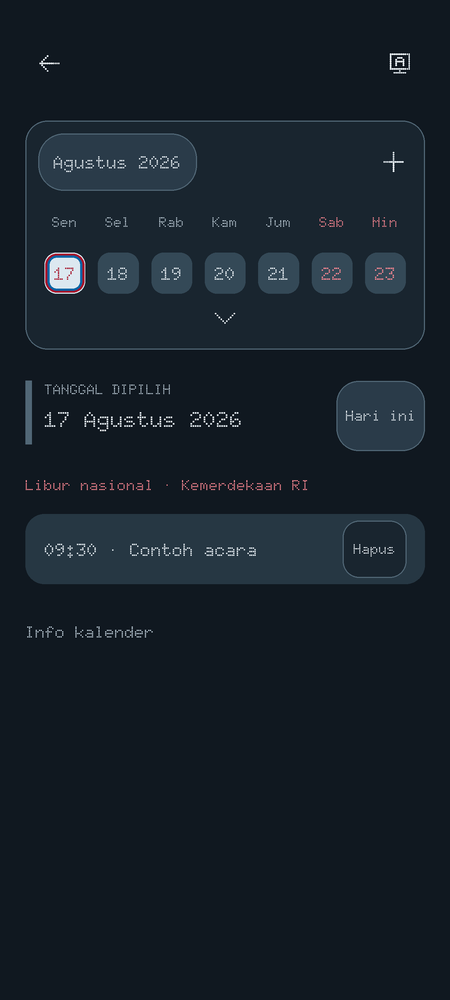 A
Agustus 2026
Sen Sel Rab Kam Jum Sab Min
17 18 19 20 21 22 23
TANGGAL DIPILIH
17 Agustus 2026
Hari ini
Libur nasional · Kemerdekaan RI
09:30 · Contoh acara
Hapus
Info kalender